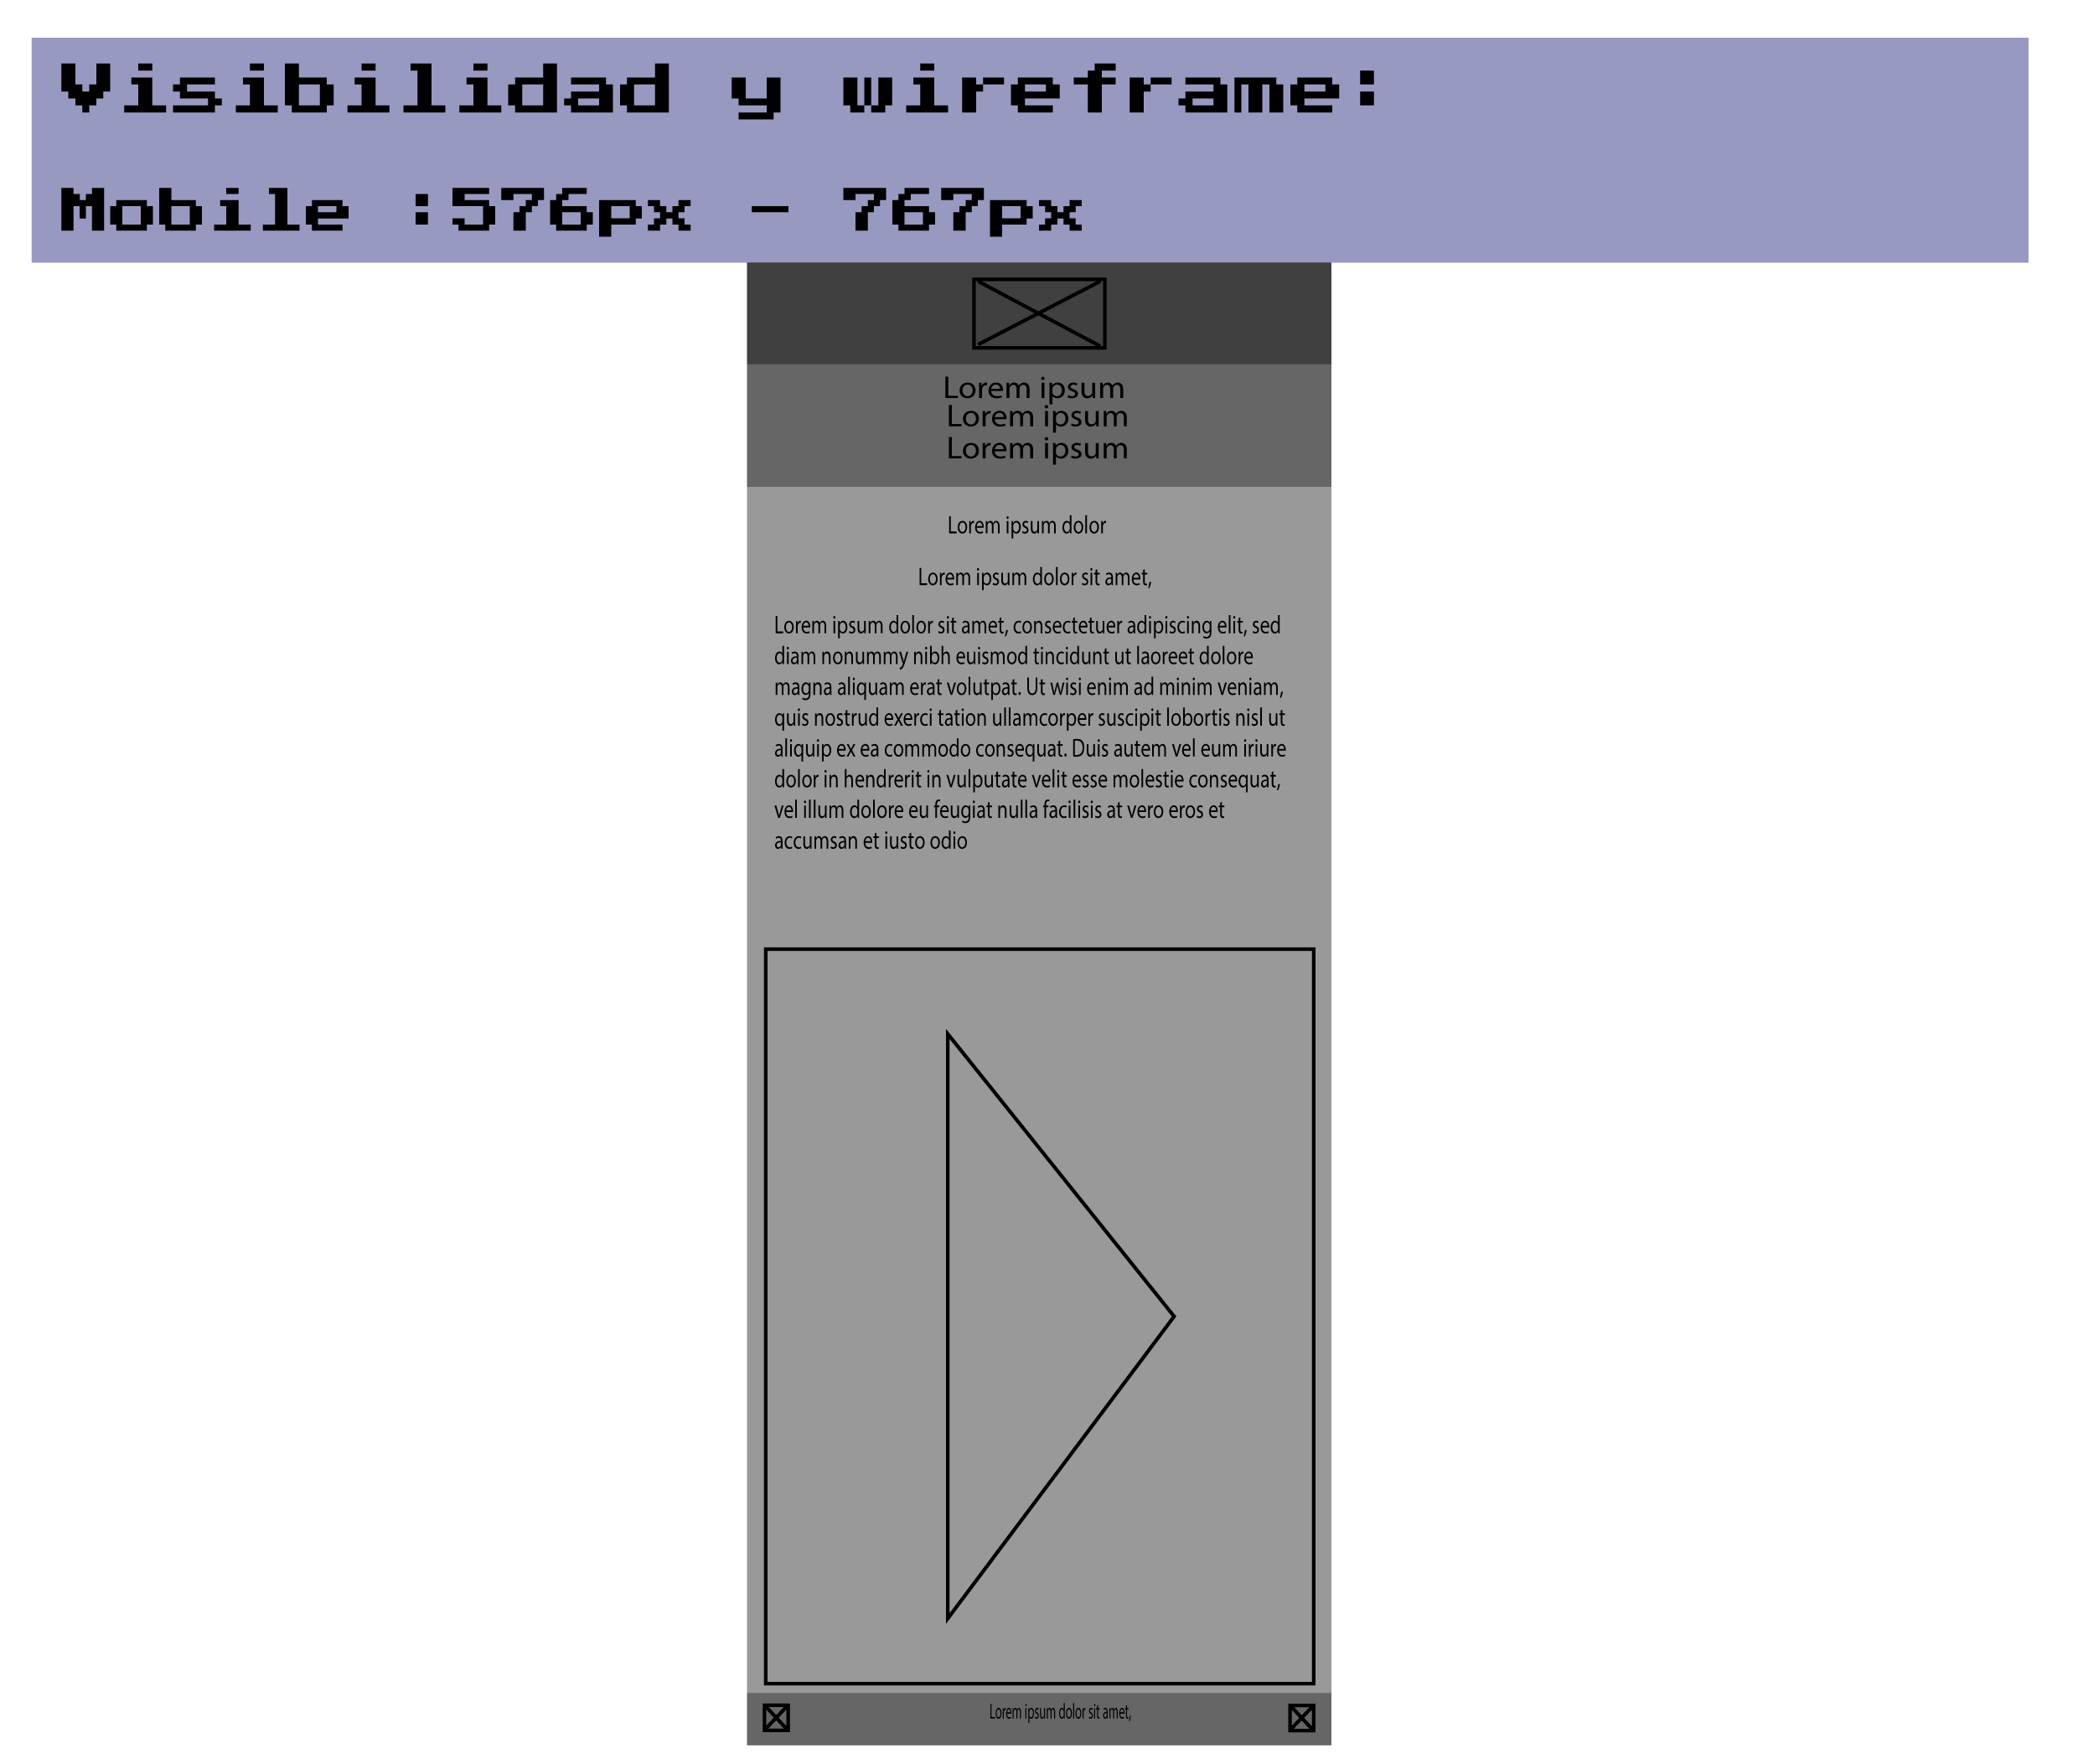 Visibilidad y wireframe:
Mobile :576px - 767px
Lorem ipsum
Lorem ipsum
Lorem ipsum
Lorem ipsum dolor
Lorem ipsum dolor sit amet,
Lorem ipsum dolor sit amet, consectetuer adipiscing elit, sed
diam nonummy nibh euismod tincidunt ut laoreet dolore
magna aliquam erat volutpat. Ut wisi enim ad minim veniam,
quis nostrud exerci tation ullamcorper suscipit lobortis nisl ut
aliquip ex ea commodo consequat. Duis autem vel eum iriure
dolor in hendrerit in vulputate velit esse molestie consequat,
vel illum dolore eu feugiat nulla facilisis at vero eros et
accumsan et iusto odio
Lorem ipsum dolor sit amet,